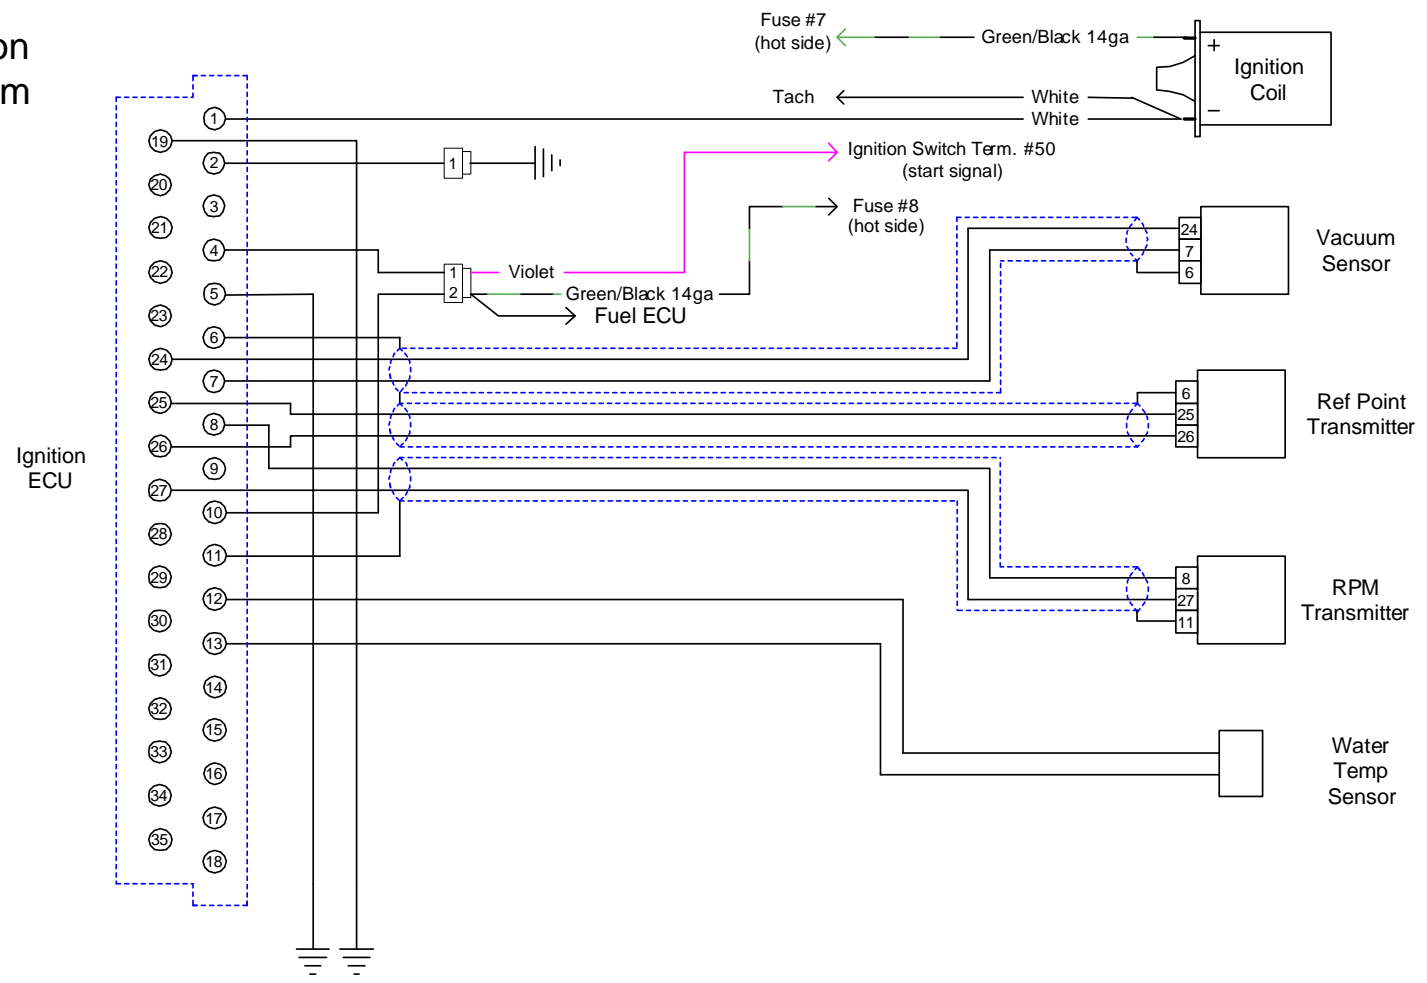 on
m
Fuse #7
(hot side)
Green/Black 14ga
+
Ignition
Coil
Tach
White
White
−
1
19
2
1
Ignition Switch Term. #50
(start signal)
20
3
Fuse #8
(hot side)
21
24
Vacuum
Sensor
4
7
22
1
Violet
6
5
2
Green/Black 14ga
23
Fuel ECU
6
24
7
25
6
Ref Point
Transmitter
8
25
26
26
Ignition
ECU
9
27
10
28
11
29
8
RPM
Transmitter
12
27
30
11
13
31
14
32
15
33
Water
Temp
Sensor
16
34
17
35
18